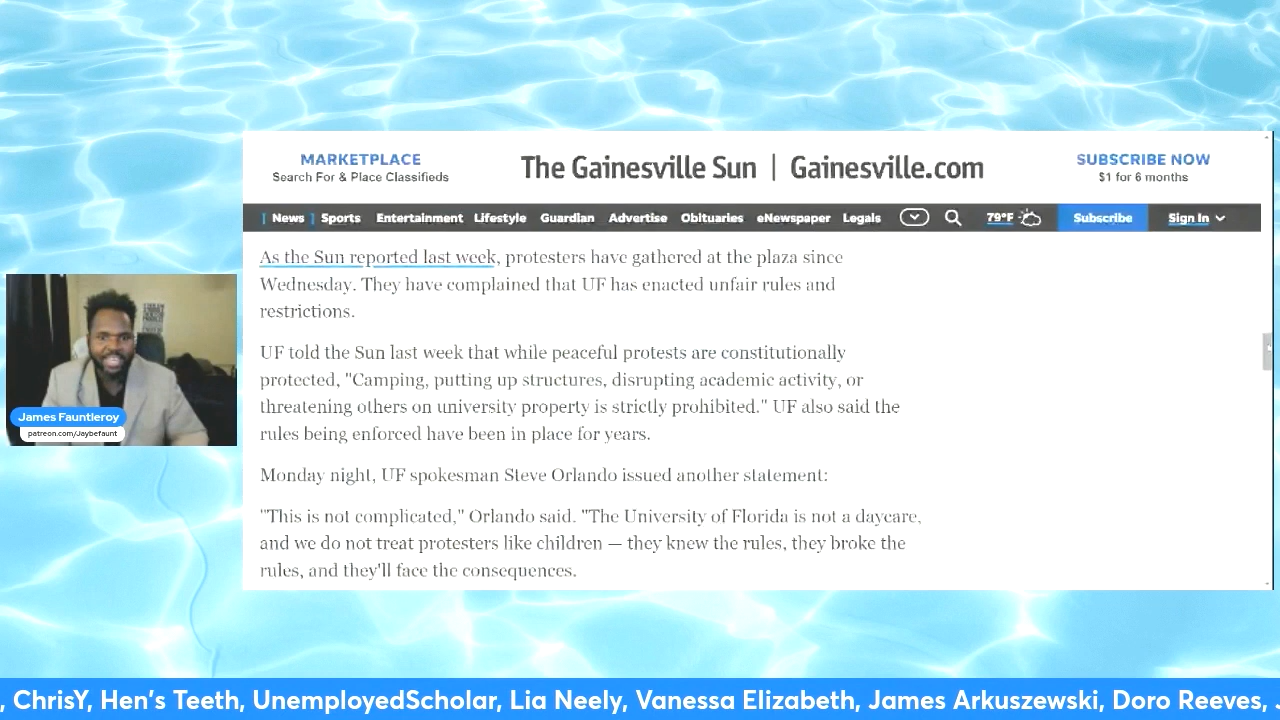 MARKETPLACE
Search For & Place Classifieds
The Gainesville Sun | Gainesville.com
SUBSCRIBE NOW
$1 for 6 months
News Sports Entertainment Lifestyle Guardian Advertise Obituaries eNewspaper Legals 79°F Subscribe Sign In
As the Sun reported last week, protesters have gathered at the plaza since
Wednesday. They have complained that UF has enacted unfair rules and
restrictions.
UF told the Sun last week that while peaceful protests are constitutionally
protected, "Camping, putting up structures, disrupting academic activity, or
threatening others on university property is strictly prohibited." UF also said the
rules being enforced have been in place for years.
Monday night, UF spokesman Steve Orlando issued another statement:
"This is not complicated," Orlando said. "The University of Florida is not a daycare,
and we do not treat protesters like children — they knew the rules, they broke the
rules, and they'll face the consequences.
James Fauntleroy
patreon.com/Jaybefaunt
, ChrisY, Hen's Teeth, UnemployedScholar, Lia Neely, Vanessa Elizabeth, James Arkuszewski, Doro Reeves,